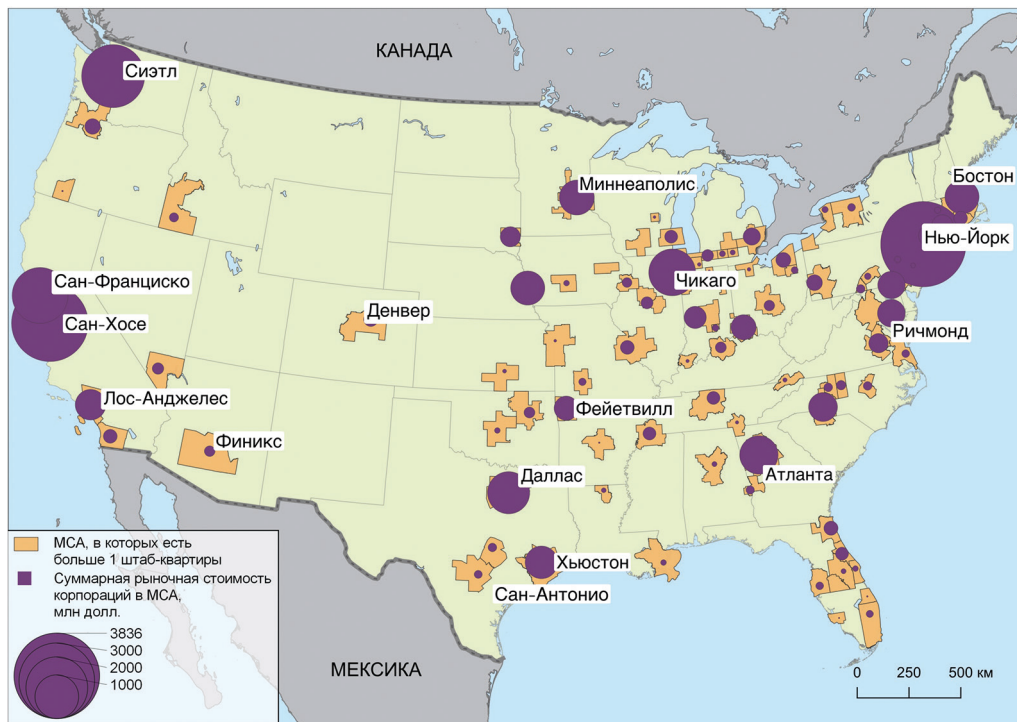 КАНАДА
Сиэтл
Миннеаполис
Бостон
Нью-Йорк
Сан-Франциско
Чикаго
Сан-Хосе
Денвер
Ричмонд
Лос-Анджелес
Фейетвилл
Финикс
Даллас
Атланта
Хьюстон
Сан-Антонио
МЕКСИКА
МСА, в которых есть
больше 1 штаб-квартиры
Суммарная рыночная стоимость
корпораций в МСА,
млн долл.
3836
3000
2000
1000
0 250 500 км